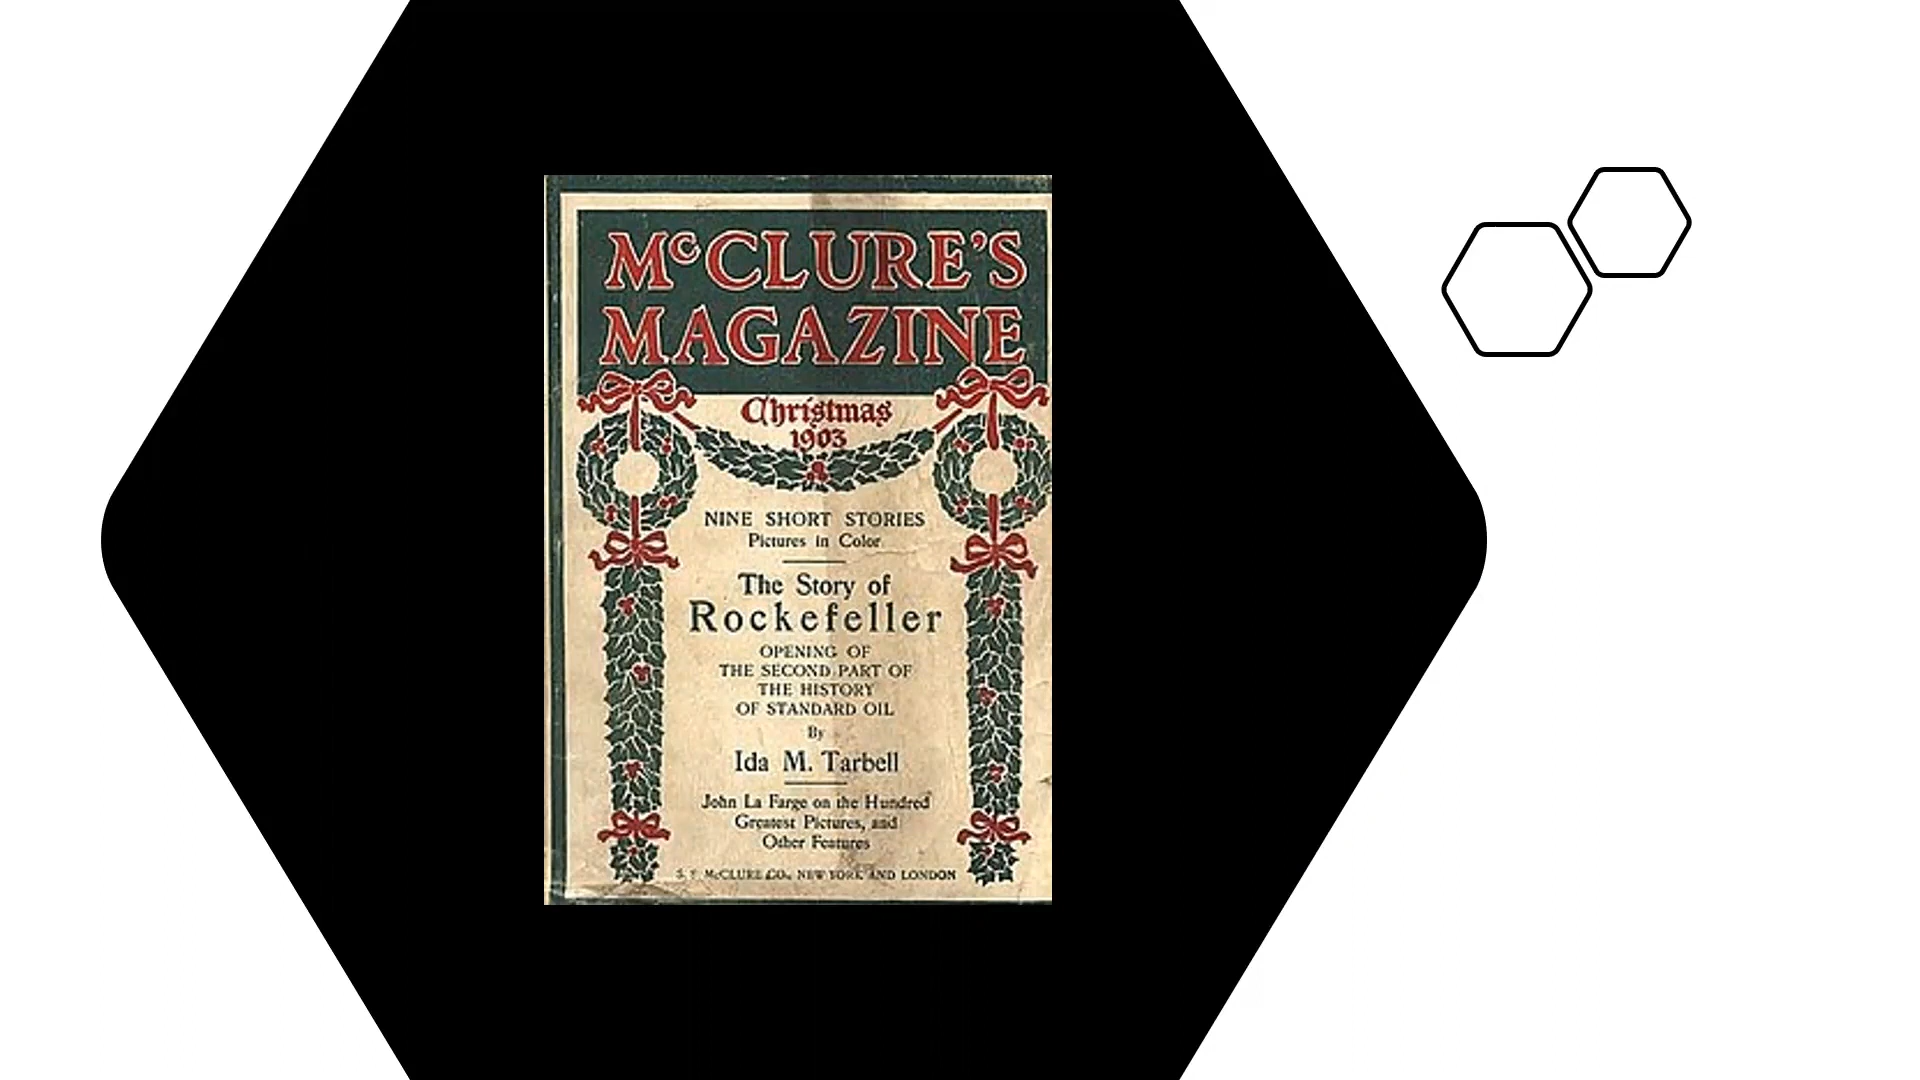 McCLURE'S
MAGAZINE
Christmas
1903
NINE SHORT STORIES
Pictures in Color
The Story of
Rockefeller
OPENING OF
THE SECOND PART OF
THE HISTORY
OF STANDARD OIL
By
Ida M. Tarbell
John La Farge on the Hundred
Greatest Pictures, and
Other Features
S. S. McCLURE CO., NEW YORK AND LONDON